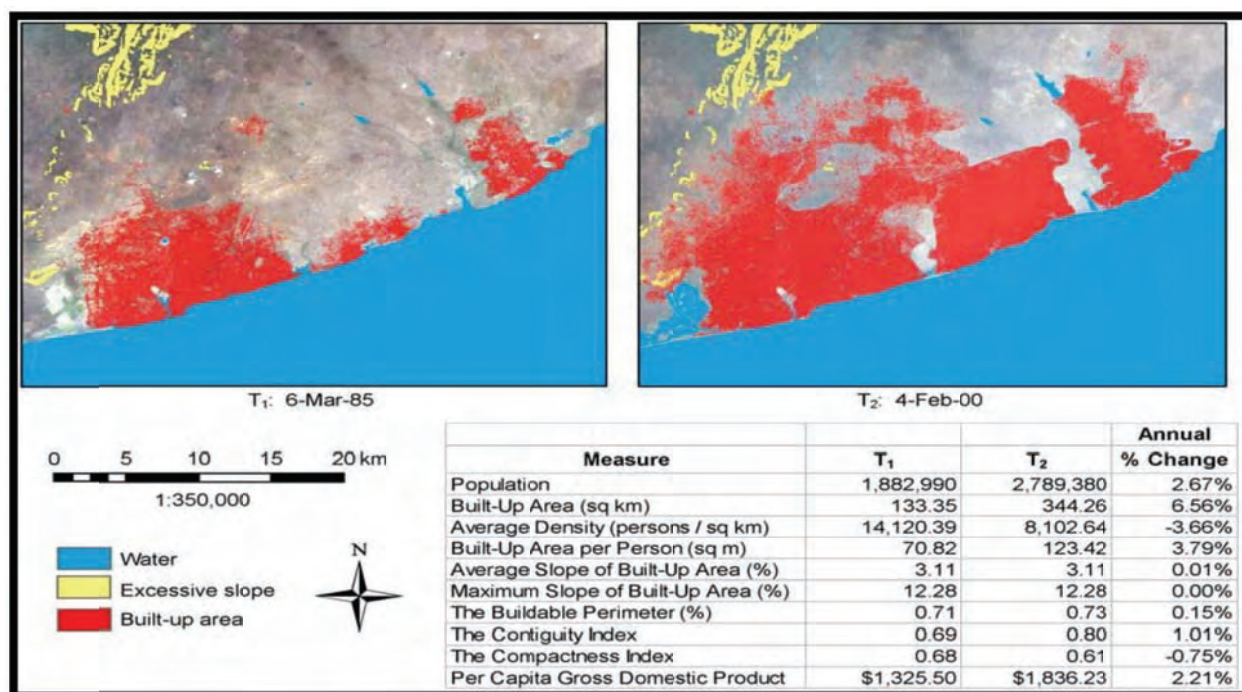 T₁: 6-Mar-85
T₂: 4-Feb-00
0 5 10 15 20 km
1:350,000
Water
Excessive slope
Built-up area
N
Annual
Measure T₁ T₂ % Change
Population 1,882,990 2,789,380 2.67%
Built-Up Area (sq km) 133.35 344.26 6.56%
Average Density (persons / sq km) 14,120.39 8,102.64 -3.66%
Built-Up Area per Person (sq m) 70.82 123.42 3.79%
Average Slope of Built-Up Area (%) 3.11 3.11 0.01%
Maximum Slope of Built-Up Area (%) 12.28 12.28 0.00%
The Buildable Perimeter (%) 0.71 0.73 0.15%
The Contiguity Index 0.69 0.80 1.01%
The Compactness Index 0.68 0.61 -0.75%
Per Capita Gross Domestic Product $1,325.50 $1,836.23 2.21%